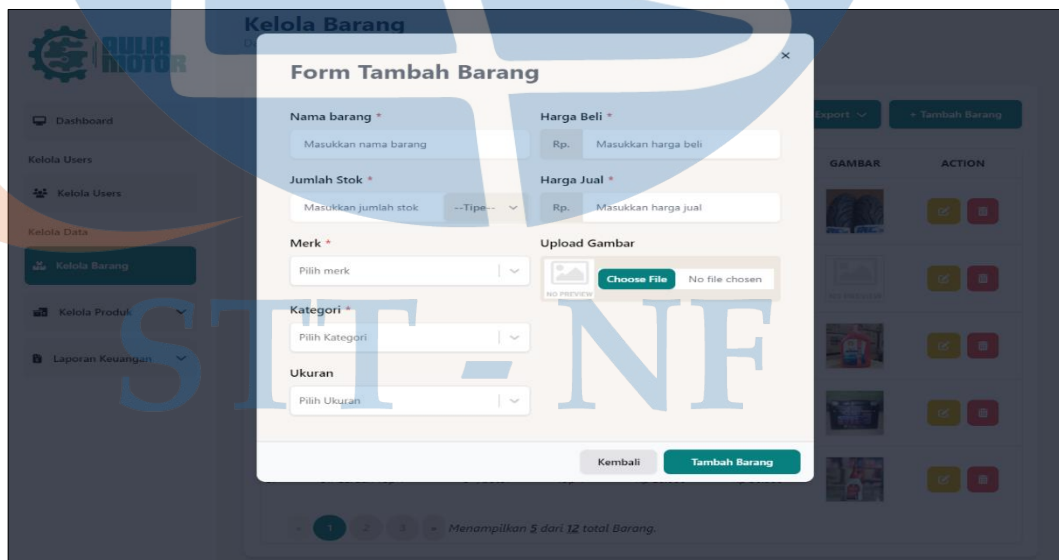 Kelola Barang
AULIA
MOTOR
×
Form Tambah Barang
Dashboard
Export
+ Tambah Barang
Nama barang *
Harga Beli *
Masukkan nama barang
Rp. Masukkan harga beli
Kelola Users
GAMBAR ACTION
Jumlah Stok *
Harga Jual *
Kelola Users
Masukkan jumlah stok --Tipe--
Rp. Masukkan harga jual
Kelola Data
Merk *
Upload Gambar
Kelola Barang
Pilih merk
NO PREVIEW
Choose File No file chosen
NO PREVIEW
Kelola Produk
Kategori *
Pilih Kategori
Laporan Keuangan
Ukuran
Pilih Ukuran
STT - NF
Kembali
Tambah Barang
« 1 2 3 » Menampilkan 5 dari 12 total Barang.